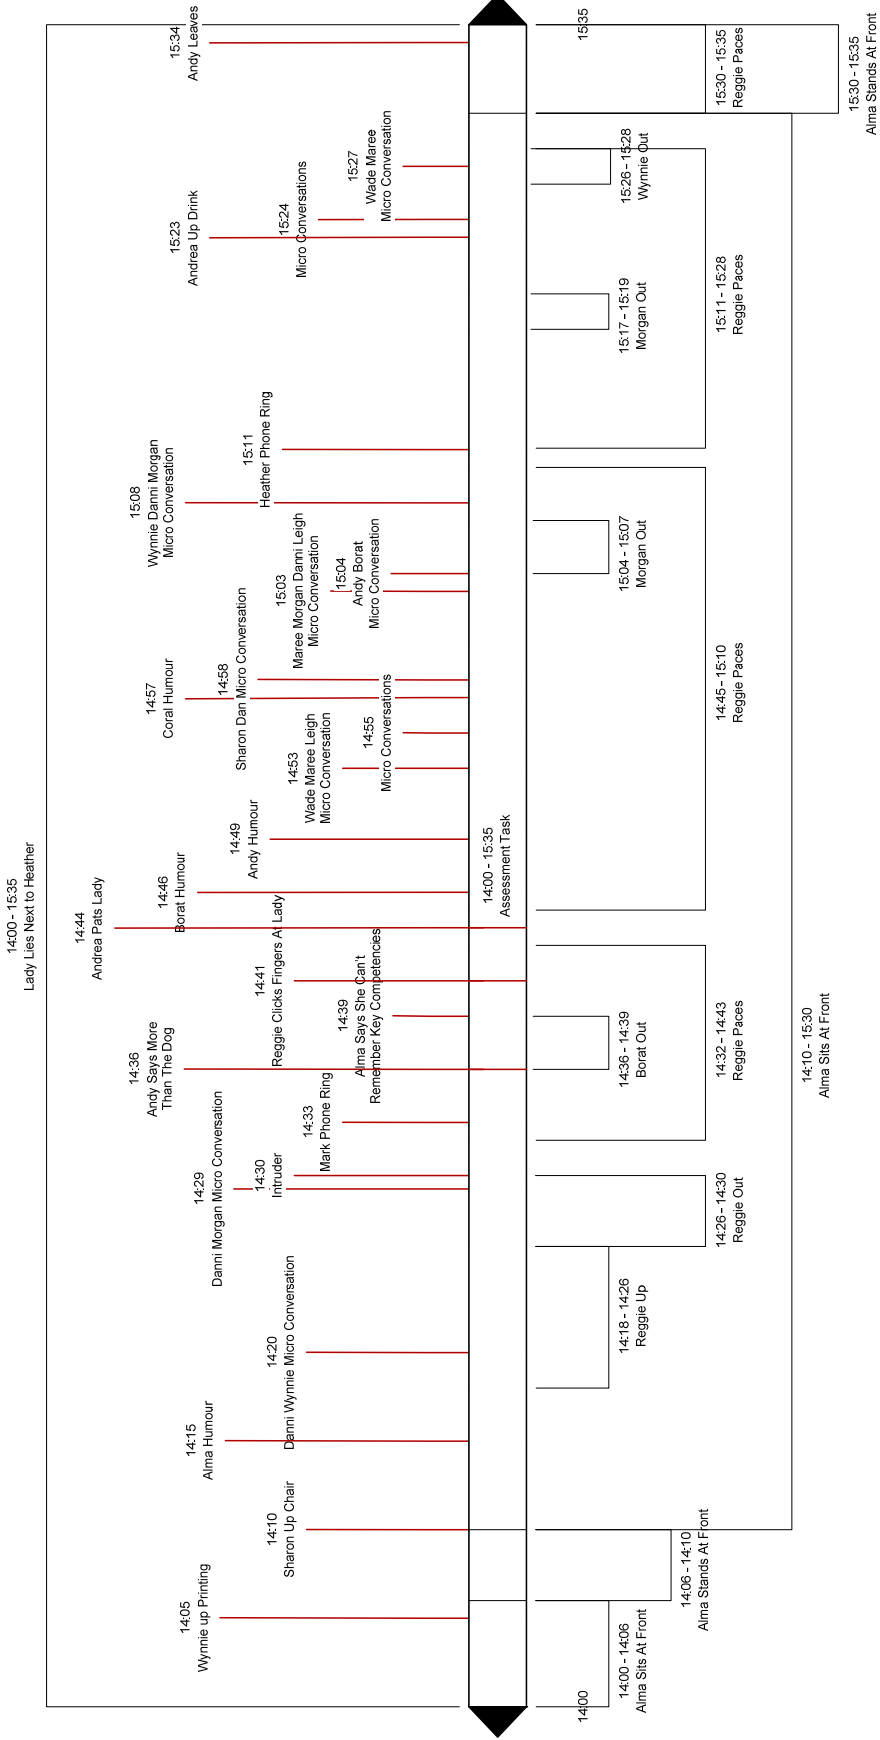 14:00 - 15:35
Lady Lies Next to Heather
14:44
Andrea Pats Lady
14:36
Andy Says More
Than The Dog
15:08
Wynnie Danni Morgan
Micro Conversation
14:57
Coral Humour
14:46
Borat Humour
15:34
Andy Leaves
15:23
Andrea Up Drink
14:05
Wynnie up Printing
14:15
Alma Humour
14:29
Danni Morgan Micro Conversation
14:58
Sharon Dan Micro Conversation
14:49
Andy Humour
15:11
Heather Phone Ring
14:41
Reggie Clicks Fingers At Lady
14:30
Intruder
14:10
Sharon Up Chair
14:20
Danni Wynnie Micro Conversation
15:24
Micro Conversations
15:03
Maree Morgan Danni Leigh
Micro Conversation
14:53
Wade Maree Leigh
Micro Conversation
14:33
Mark Phone Ring
14:39
Alma Says She Can't
Remember Key Competencies
15:04
Andy Borat
Micro Conversation
15:27
Wade Maree
Micro Conversation
14:55
Micro Conversations
14:00 - 15:35
Assessment Task
14:00
15:35
14:00 - 14:06
Alma Sits At Front
14:18 - 14:26
Reggie Up
14:36 - 14:39
Borat Out
15:04 - 15:07
Morgan Out
15:17 - 15:19
Morgan Out
15:26 - 15:28
Wynnie Out
14:06 - 14:10
Alma Stands At Front
14:26 - 14:30
Reggie Out
14:32 - 14:43
Reggie Paces
14:45 - 15:10
Reggie Paces
15:11 - 15:28
Reggie Paces
15:30 - 15:35
Reggie Paces
14:10 - 15:30
Alma Sits At Front
15:30 - 15:35
Alma Stands At Front